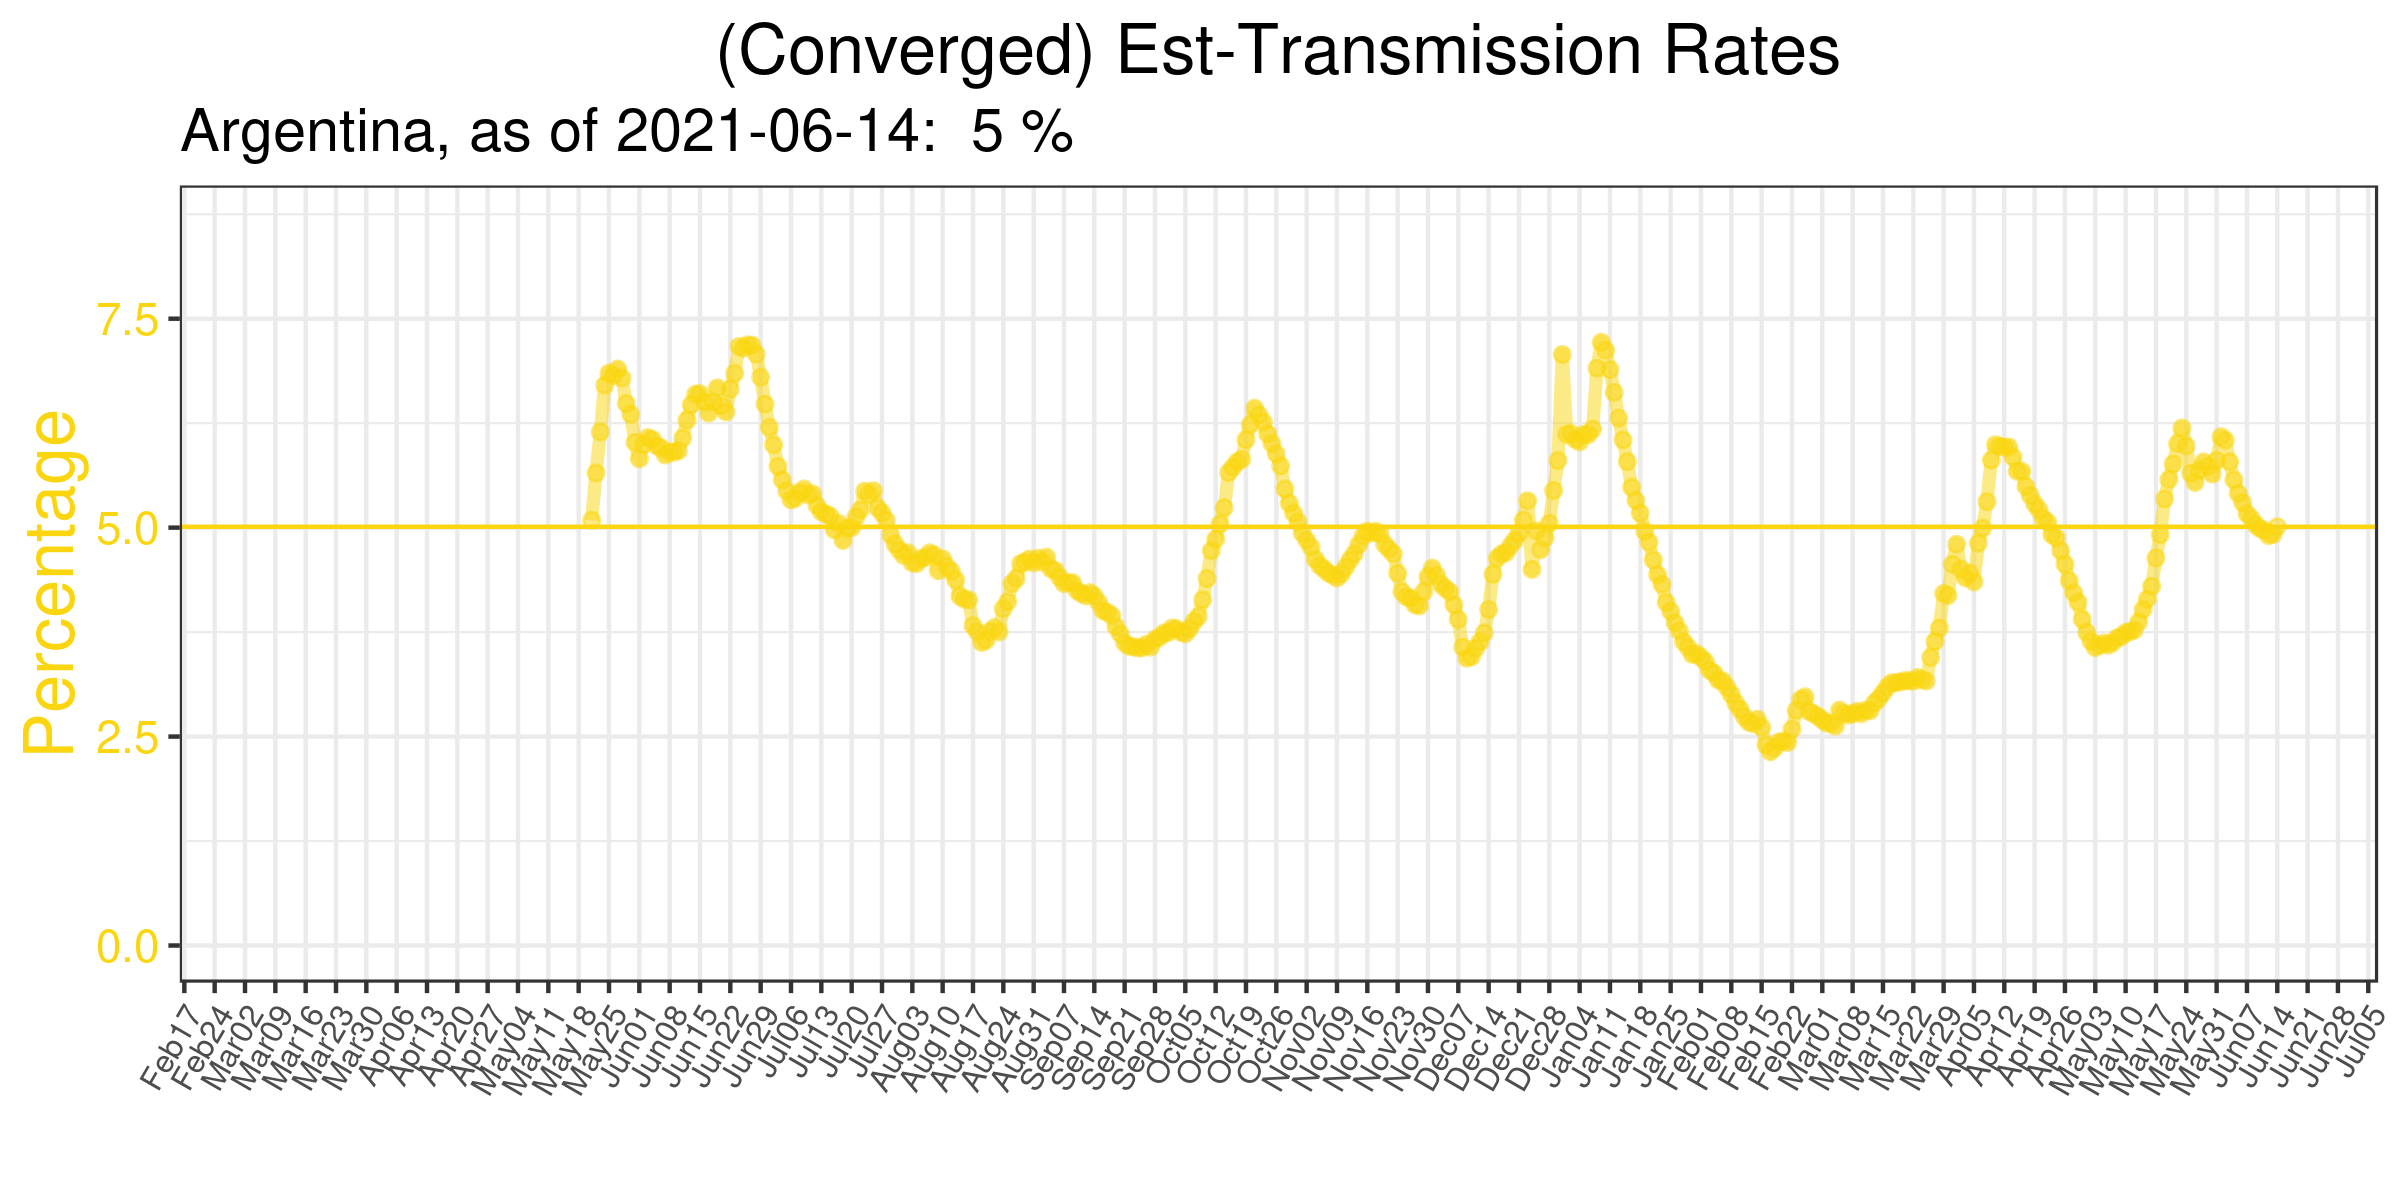 (Converged) Est-Transmission Rates
Argentina, as of 2021-06-14:  5 %
Percentage
7.5
5.0
2.5
0.0
Feb17
Feb24
Mar02
Mar09
Mar16
Mar23
Mar30
Apr06
Apr13
Apr20
Apr27
May04
May11
May18
May25
Jun01
Jun08
Jun15
Jun22
Jun29
Jul06
Jul13
Jul20
Jul27
Aug03
Aug10
Aug17
Aug24
Aug31
Sep07
Sep14
Sep21
Sep28
Oct05
Oct12
Oct19
Oct26
Nov02
Nov09
Nov16
Nov23
Nov30
Dec07
Dec14
Dec21
Dec28
Jan04
Jan11
Jan18
Jan25
Feb01
Feb08
Feb15
Feb22
Mar01
Mar08
Mar15
Mar22
Mar29
Apr05
Apr12
Apr19
Apr26
May03
May10
May17
May24
May31
Jun07
Jun14
Jun21
Jun28
Jul05